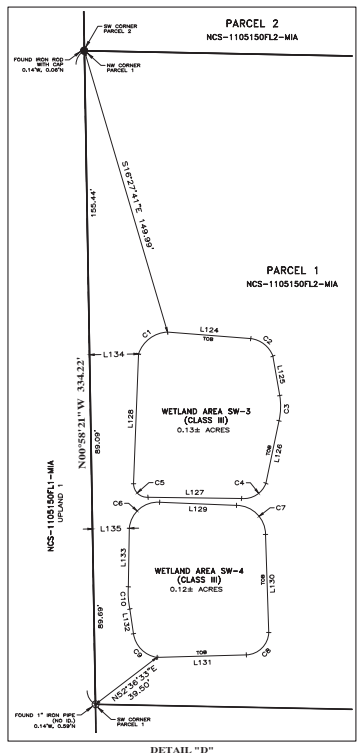 SW CORNER
PARCEL 2
PARCEL 2
NCS-1105150FL2-MIA
FOUND IRON ROD
WITH CAP
0.14'W, 0.06'N
NW CORNER
PARCEL 1
S16°27'41"E 149.99'
155.44'
PARCEL 1
NCS-1105150FL2-MIA
L124
TOB
C1
C2
L134
L125
N00°58'21"W 334.22'
C3
L128
WETLAND AREA SW-3
(CLASS III)
0.13± ACRES
L126
89.09'
C5
C4
L127
NCS-1105150FL1-MIA
UPLAND 1
C6
L129
C7
L135
L133
WETLAND AREA SW-4
(CLASS III)
0.12± ACRES
L130
C10
89.69'
L132
C9
TOB
C8
L131
N52°36'33"E
39.50'
FOUND 1" IRON PIPE
(NO ID.)
0.14'W, 0.59'N
SW CORNER
PARCEL 1
DETAIL "D"